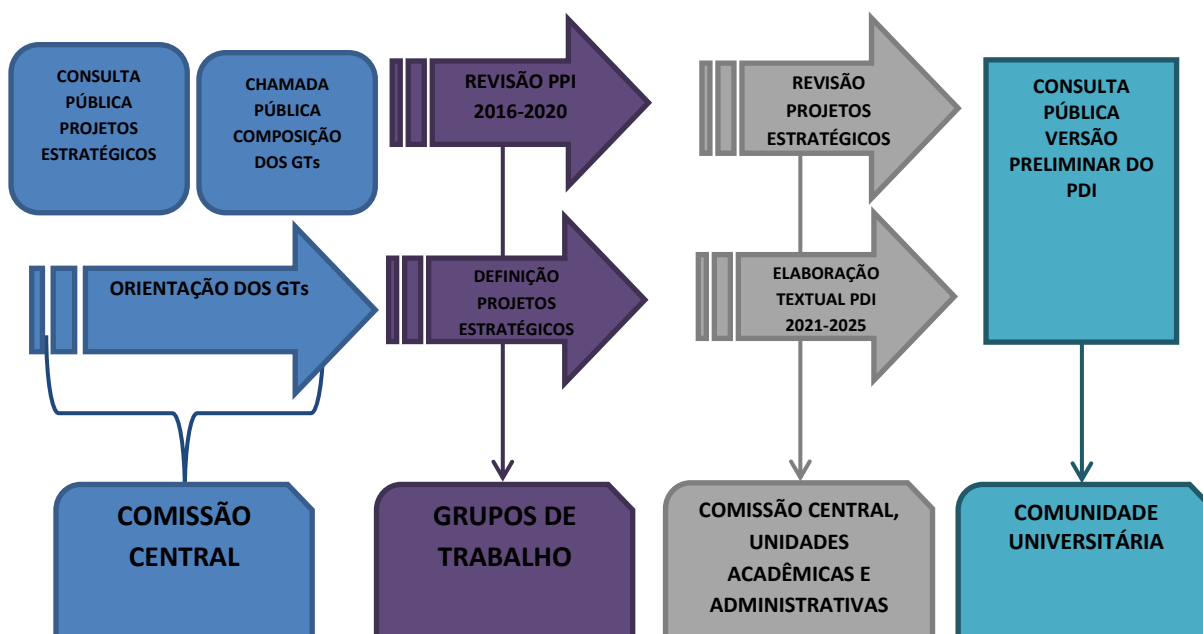 CONSULTA
PÚBLICA
PROJETOS
ESTRATÉGICOS
CHAMADA
PÚBLICA
COMPOSIÇÃO
DOS GTs
REVISÃO PPI
2016-2020
REVISÃO
PROJETOS
ESTRATÉGICOS
CONSULTA
PÚBLICA
VERSÃO
PRELIMINAR DO
PDI
ORIENTAÇÃO DOS GTs
DEFINIÇÃO
PROJETOS
ESTRATÉGICOS
ELABORAÇÃO
TEXTUAL PDI
2021-2025
COMISSÃO
CENTRAL
GRUPOS DE
TRABALHO
COMISSÃO CENTRAL,
UNIDADES
ACADÊMICAS E
ADMINISTRATIVAS
COMUNIDADE
UNIVERSITÁRIA